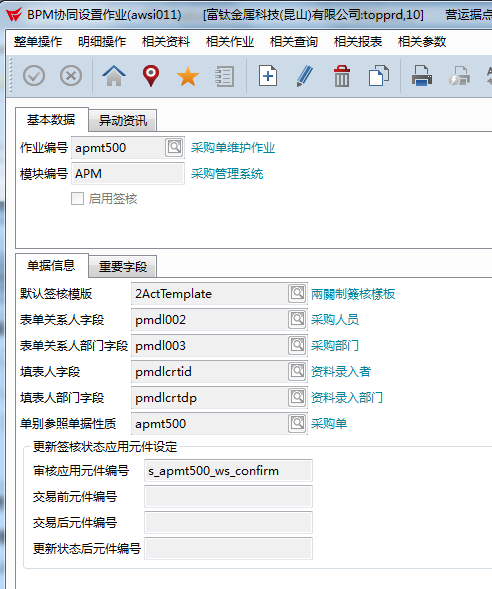 BPM协同设置作业(awsi011) [富钛金属科技(昆山)有限公司:topprd,10] 营运据点
整单操作 明细操作 相关资料 相关作业 相关查询 相关报表 相关参数
基本数据 异动资讯
作业编号 apmt500 采购单维护作业
模块编号 APM 采购管理系统
启用签核
单据信息 重要字段
默认签核模版 2ActTemplate 兩關制簽核樣板
表单关系人字段 pmdl002 采购人员
表单关系人部门字段 pmdl003 采购部门
填表人字段 pmdlcrtid 资料录入者
填表人部门字段 pmdlcrtdp 资料录入部门
单别参照单据性质 apmt500 采购单
更新签核状态应用元件设定
审核应用元件编号 s_apmt500_ws_confirm
交易前元件编号
交易后元件编号
更新状态后元件编号